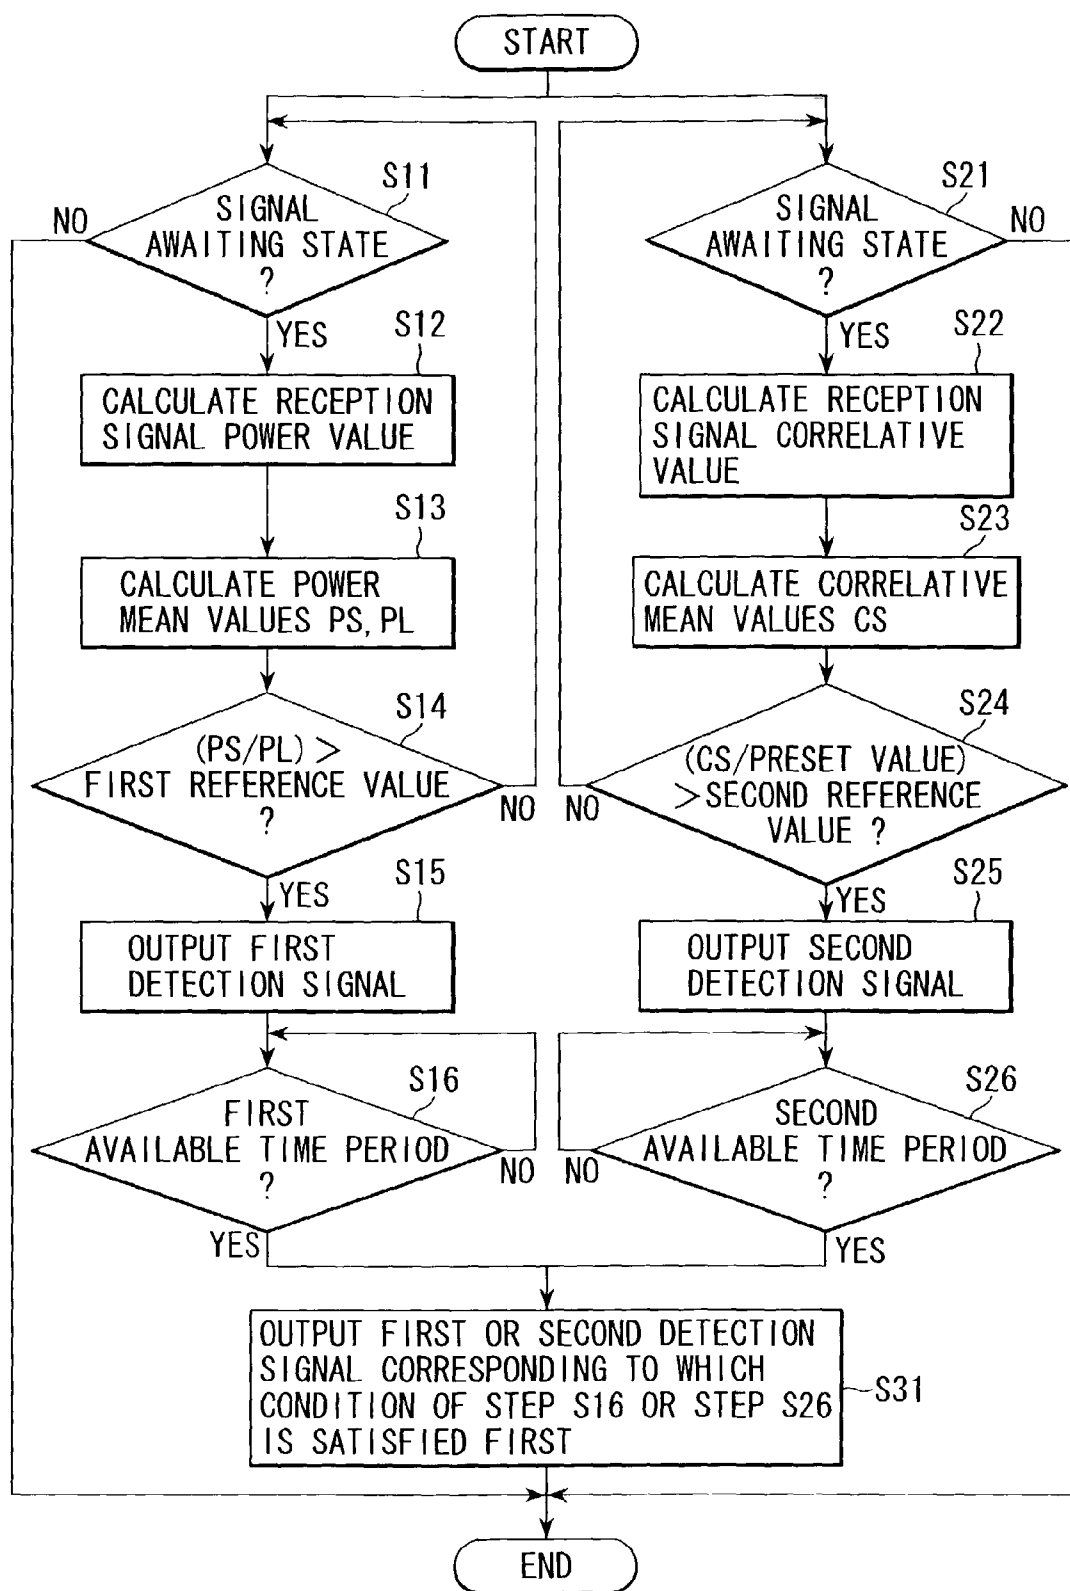 START
S11
SIGNAL
AWAITING STATE
?
NO
YES
S12
CALCULATE RECEPTION
SIGNAL POWER VALUE
S13
CALCULATE POWER
MEAN VALUES PS, PL
S14
(PS/PL) >
FIRST REFERENCE VALUE
?
NO
YES
S15
OUTPUT FIRST
DETECTION SIGNAL
S16
FIRST
AVAILABLE TIME PERIOD
?
NO
YES
S21
SIGNAL
AWAITING STATE
?
NO
YES
S22
CALCULATE RECEPTION
SIGNAL CORRELATIVE
VALUE
S23
CALCULATE CORRELATIVE
MEAN VALUES CS
S24
(CS/PRESET VALUE)
>SECOND REFERENCE
VALUE ?
NO
YES
S25
OUTPUT SECOND
DETECTION SIGNAL
S26
SECOND
AVAILABLE TIME PERIOD
?
NO
YES
OUTPUT FIRST OR SECOND DETECTION
SIGNAL CORRESPONDING TO WHICH
CONDITION OF STEP S16 OR STEP S26
IS SATISFIED FIRST
S31
END